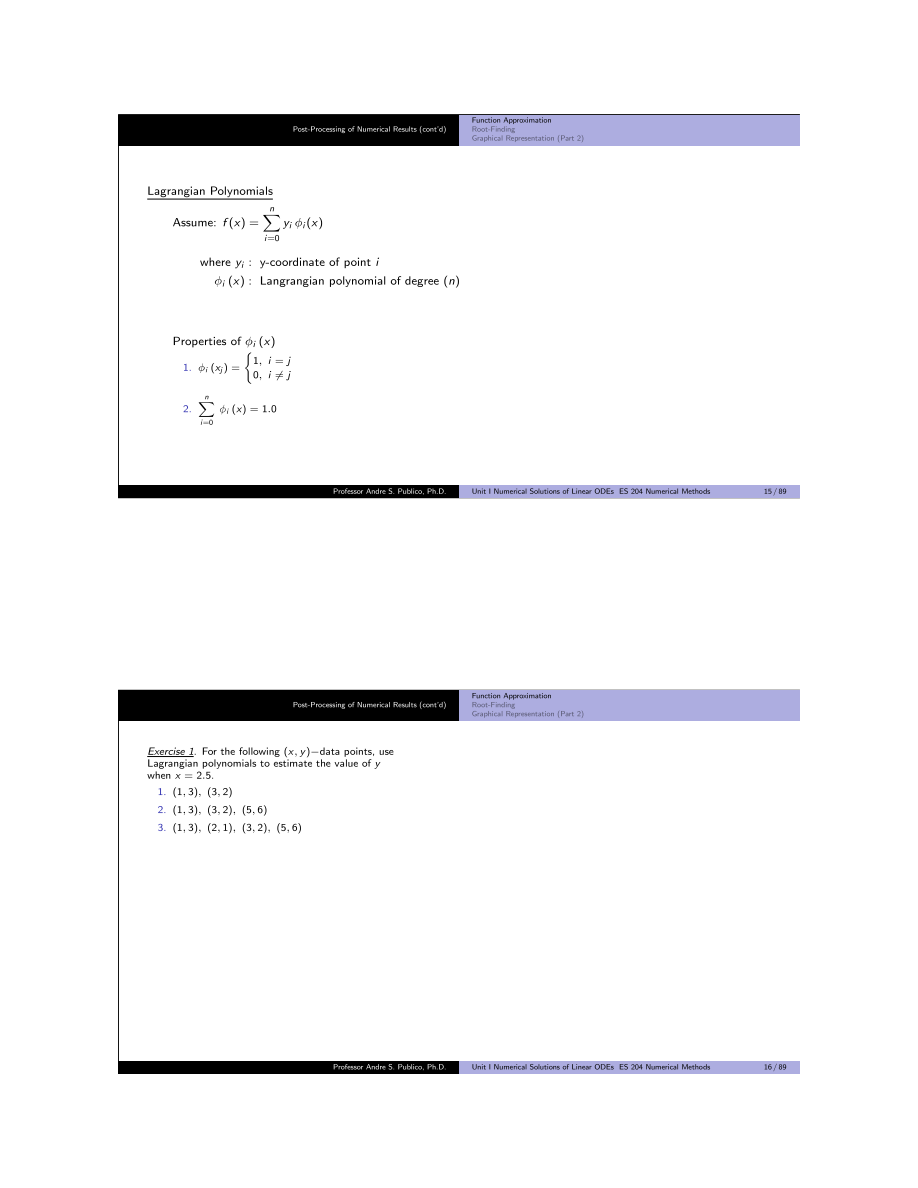 Post-Processing of Numerical Results (cont'd)
Function Approximation
Root-Finding
Graphical Representation (Part 2)
Lagrangian Polynomials
Assume: f(x) = ∑_{i=0}^{n} y_i ϕ_i(x)
where y_i : y-coordinate of point i
ϕ_i (x) : Langrangian polynomial of degree (n)
Properties of ϕ_i (x)
1. ϕ_i (x_j) = { 1, i = j
0, i ≠ j
2. ∑_{i=0}^{n} ϕ_i (x) = 1.0
Professor Andre S. Publico, Ph.D. Unit I Numerical Solutions of Linear ODEs ES 204 Numerical Methods 15 / 89
Post-Processing of Numerical Results (cont'd)
Function Approximation
Root-Finding
Graphical Representation (Part 2)
Exercise 1. For the following (x, y)−data points, use
Lagrangian polynomials to estimate the value of y
when x = 2.5.
1. (1, 3), (3, 2)
2. (1, 3), (3, 2), (5, 6)
3. (1, 3), (2, 1), (3, 2), (5, 6)
Professor Andre S. Publico, Ph.D. Unit I Numerical Solutions of Linear ODEs ES 204 Numerical Methods 16 / 89